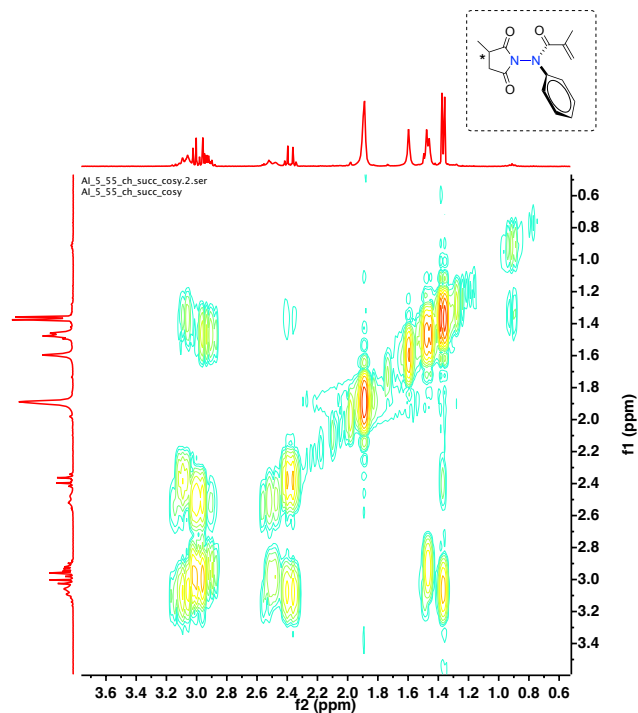 O
O
*
N
N
O
AI_5_55_ch_succ_cosy.2.ser
AI_5_55_ch_succ_cosy
0.6
0.8
1.0
1.2
1.4
1.6
1.8
2.0
2.2
2.4
2.6
2.8
3.0
3.2
3.4
f1 (ppm)
3.6 3.4 3.2 3.0 2.8 2.6 2.4 2.2 2.0 1.8 1.6 1.4 1.2 1.0 0.8 0.6
f2 (ppm)